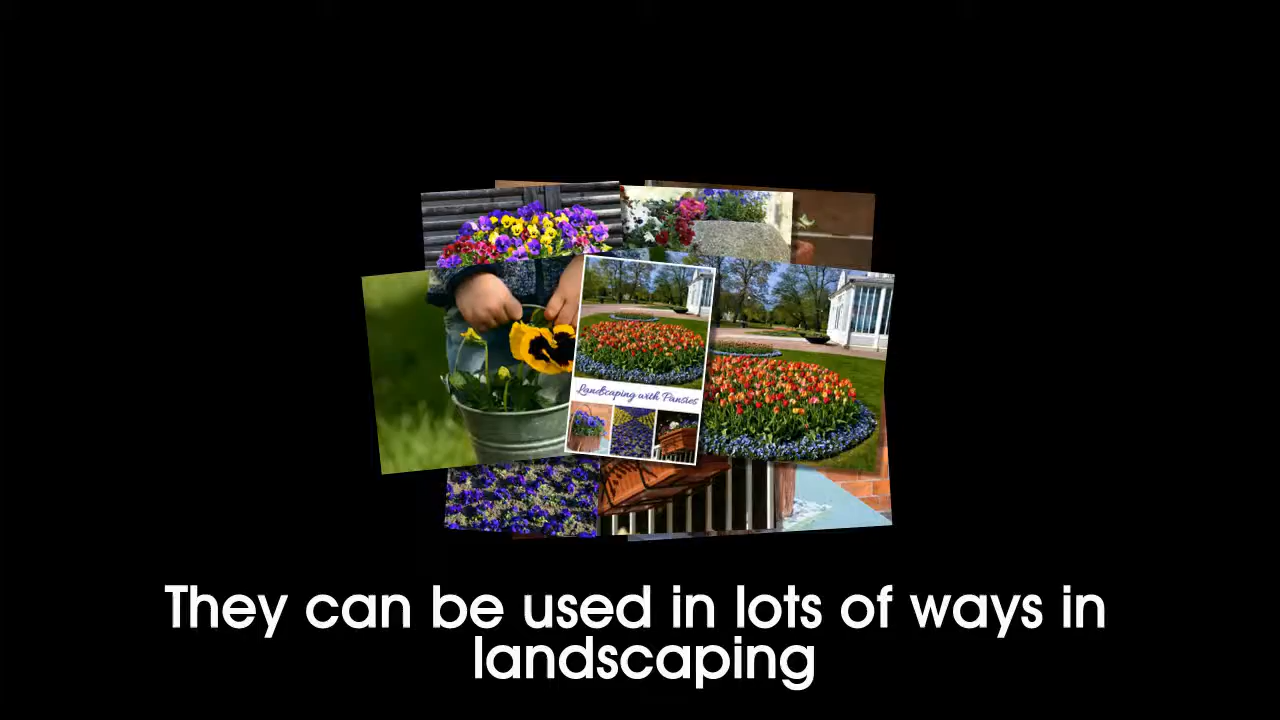 Landscaping with Pansies
They can be used in lots of ways in
landscaping